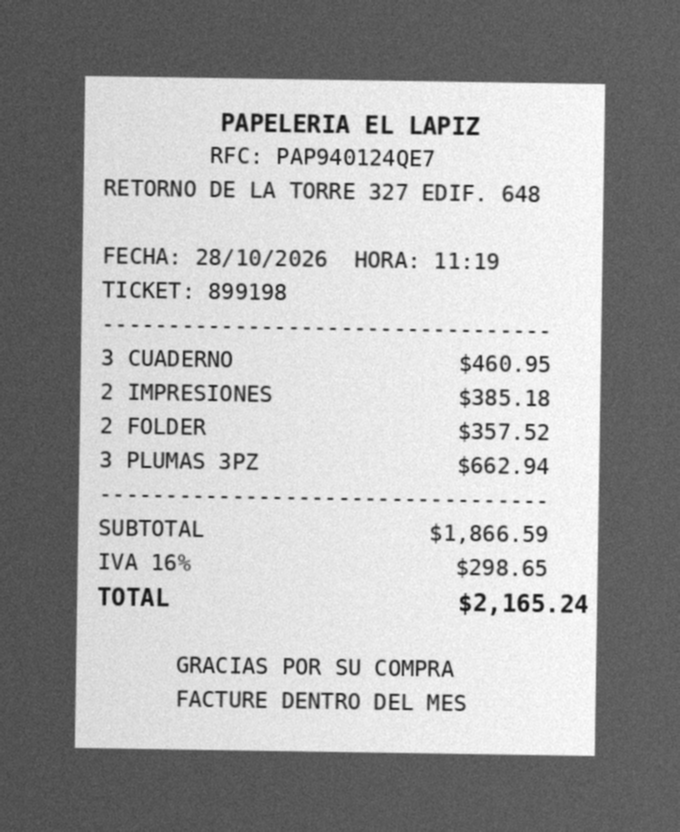 PAPELERIA EL LAPIZ
RFC: PAP940124QE7
RETORNO DE LA TORRE 327 EDIF. 648
FECHA: 28/10/2026  HORA: 11:19
TICKET: 899198
----------------------------------
3 CUADERNO $460.95
2 IMPRESIONES $385.18
2 FOLDER $357.52
3 PLUMAS 3PZ $662.94
----------------------------------
SUBTOTAL $1,866.59
IVA 16% $298.65
TOTAL $2,165.24
GRACIAS POR SU COMPRA
FACTURE DENTRO DEL MES